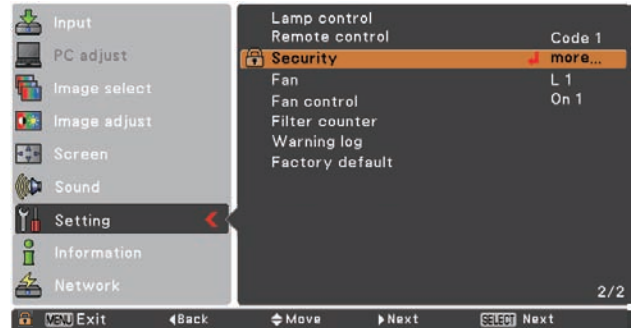 Input
PC adjust
Image select
Image adjust
Screen
Sound
Setting
Information
Network
Lamp control
Remote control Code 1
Security more...
Fan L 1
Fan control On 1
Filter counter
Warning log
Factory default
2/2
MENU Exit Back Move Next SELECT Next